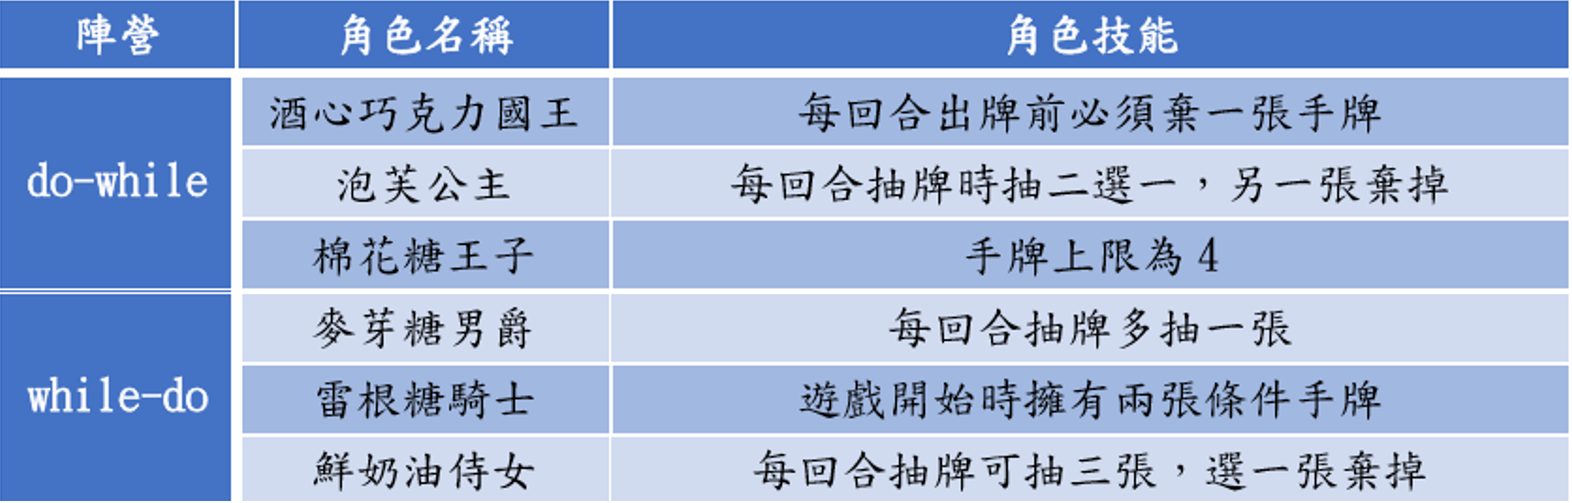 陣營 角色名稱 角色技能
do-while
酒心巧克力國王 每回合出牌前必須棄一張手牌
泡芙公主 每回合抽牌時抽二選一，另一張棄掉
棉花糖王子 手牌上限為4
while-do
麥芽糖男爵 每回合抽牌多抽一張
雷根糖騎士 遊戲開始時擁有兩張條件手牌
鮮奶油侍女 每回合抽牌可抽三張，選一張棄掉